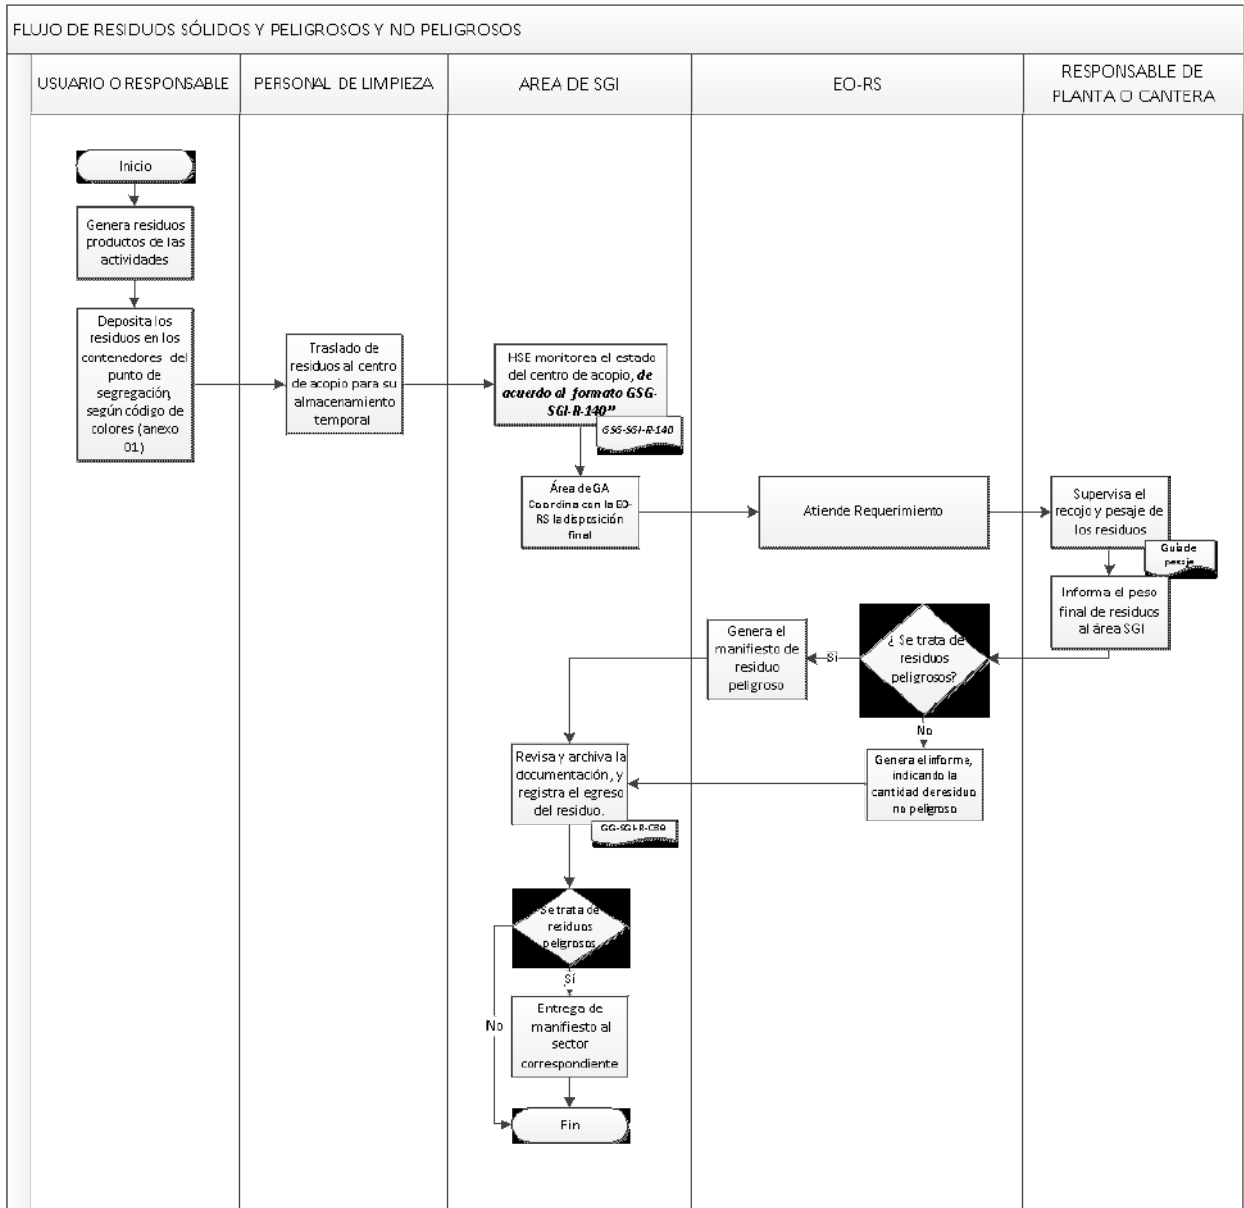 FLUJO DE RESIDUOS SÓLIDOS Y PELIGROSOS Y NO PELIGROSOS
USUARIO O RESPONSABLE
PERSONAL DE LIMPIEZA
AREA DE SGI
EO-RS
RESPONSABLE DE
PLANTA O CANTERA
Inicio
Genera residuos
productos de las
actividades
Deposita los
residuos en los
contenedores del
punto de
segregación,
según código de
colores (anexo
01)
Traslado de
residuos al centro
de acopio para su
almacenamiento
temporal
HSE monitorea el estado
del centro de acopio, de
acuerdo al formato GSG-
SGI-R-140”
GSG-SGI-R-140
Área de GA
Coordina con la EO-
RS la disposición
final
Atiende Requerimiento
Supervisa el
recojo y pesaje de
los residuos
Guia de
pesaje
Informa el peso
final de residuos
al área SGI
¿ Se trata de
residuos
peligrosos?
Si
Genera el
manifiesto de
residuo
peligroso
No
Genera el informe,
indicando la
cantidad de residuo
no peligroso
Revisa y archiva la
documentación, y
registra el egreso
del residuo.
Se trata de
residuos
peligrosos
Sí
No
Entrega de
manifiesto al
sector
correspondiente
Fin